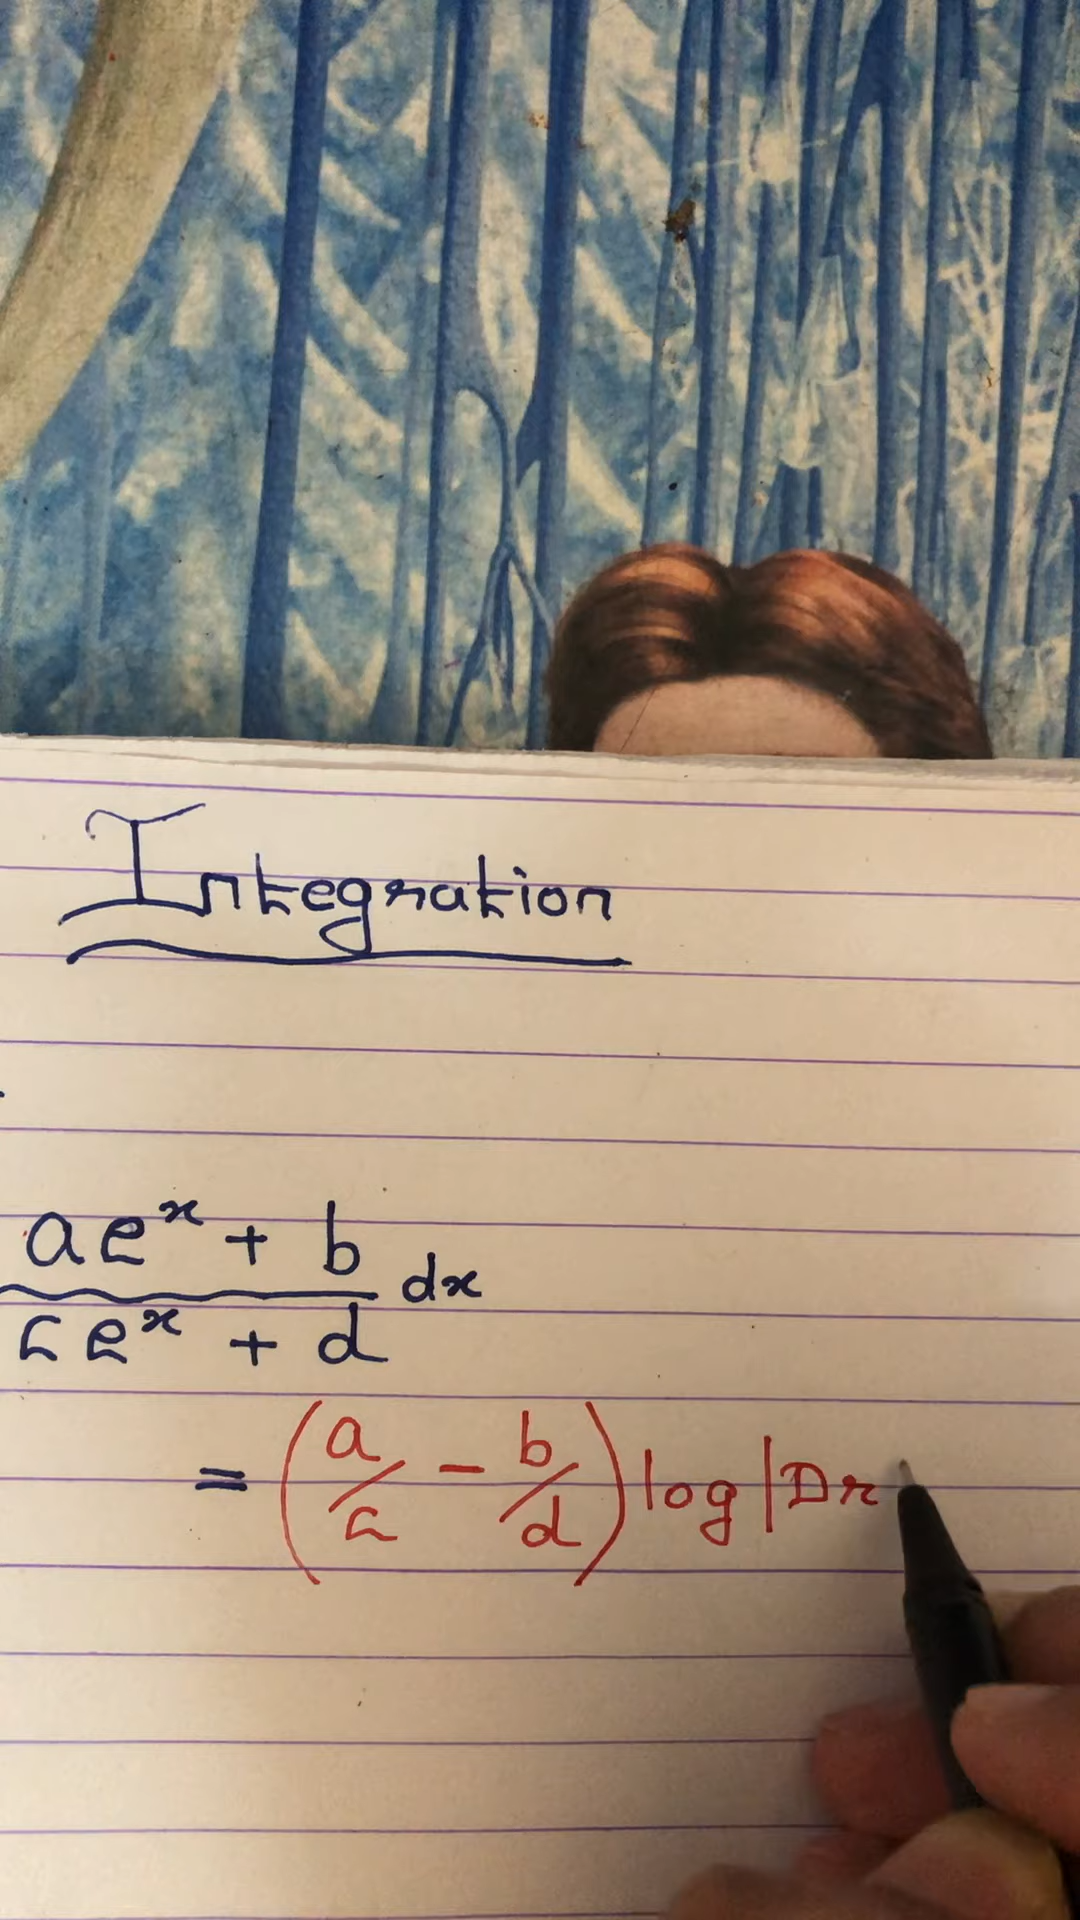 Integration
ae^x + b
ce^x + d dx
= (a/c - b/d) log |Dr